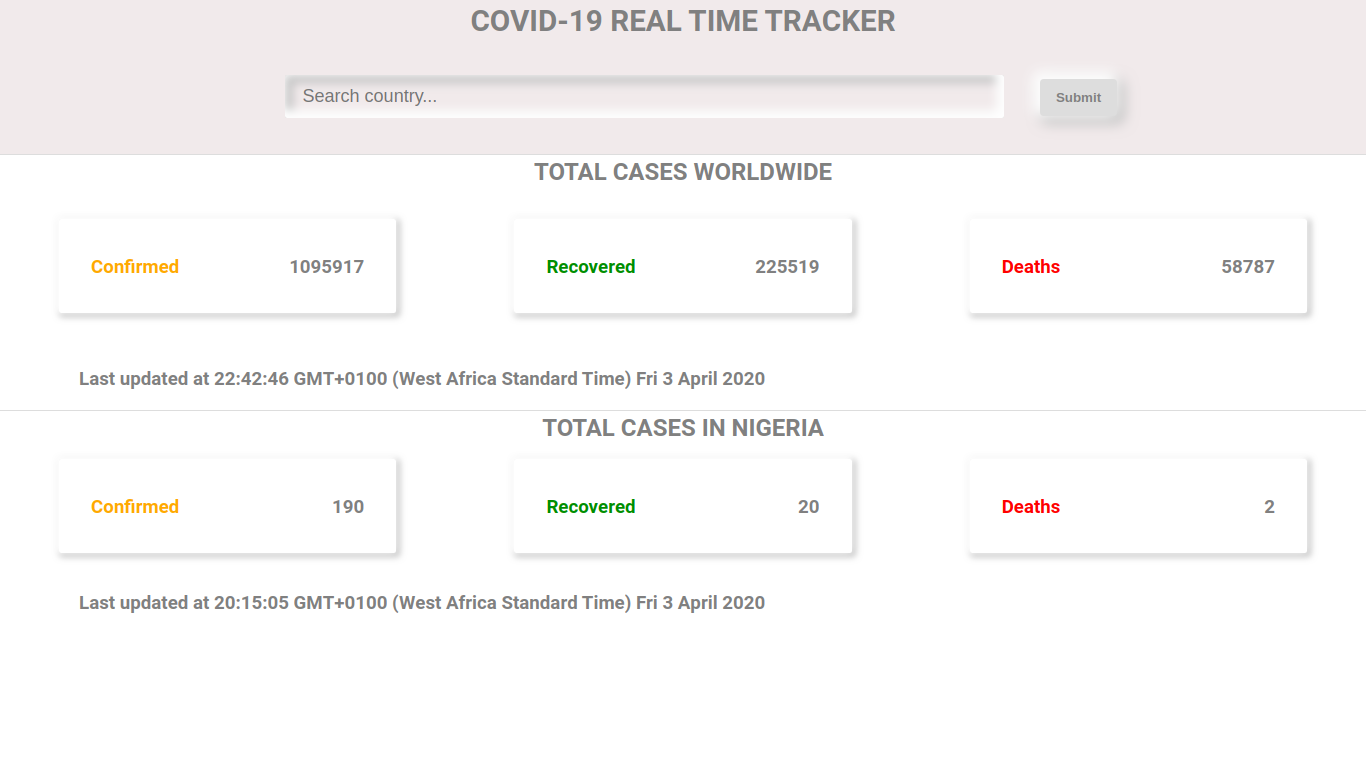 COVID-19 REAL TIME TRACKER
Search country...
Submit
TOTAL CASES WORLDWIDE
Confirmed 1095917
Recovered 225519
Deaths 58787
Last updated at 22:42:46 GMT+0100 (West Africa Standard Time) Fri 3 April 2020
TOTAL CASES IN NIGERIA
Confirmed 190
Recovered 20
Deaths 2
Last updated at 20:15:05 GMT+0100 (West Africa Standard Time) Fri 3 April 2020